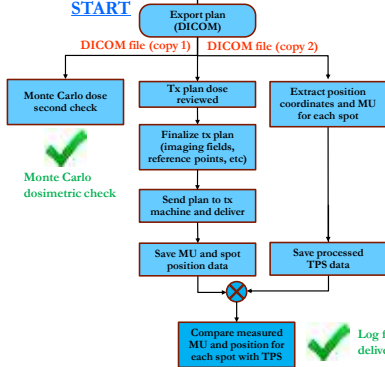 START
Export plan
(DICOM)
DICOM file (copy 1)
DICOM file (copy 2)
Monte Carlo dose
second check
Tx plan dose
reviewed
Extract position
coordinates and MU
for each spot
Finalize tx plan
(imaging fields,
reference points, etc)
Monte Carlo
dosimetric check
Send plan to tx
machine and deliver
Save MU and spot
position data
Save processed
TPS data
Compare measured
MU and position for
each spot with TPS
Log